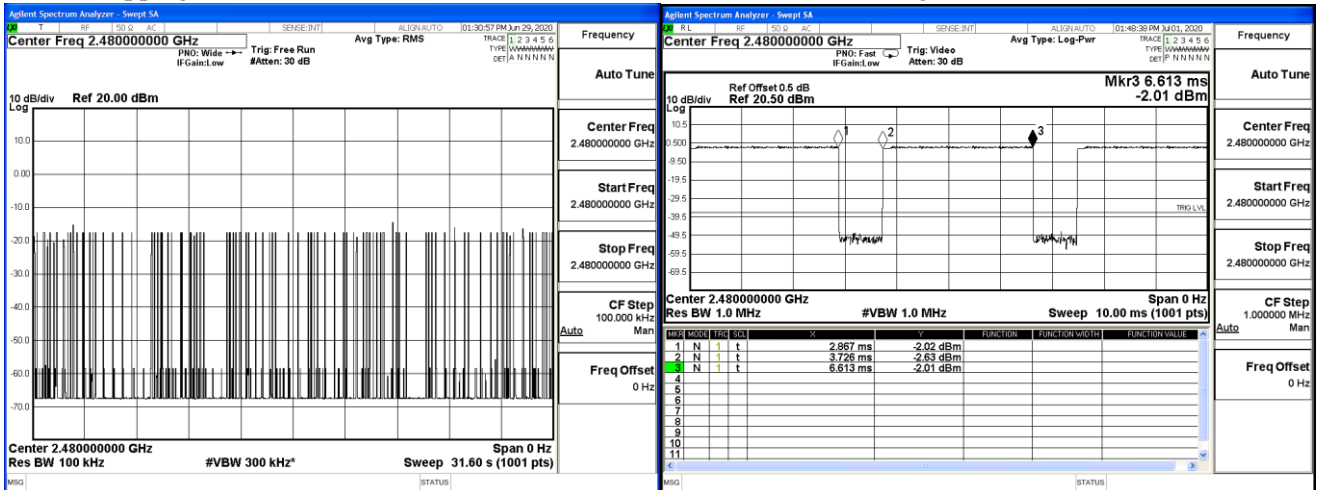 Agilent Spectrum Analyzer - Swept SA
T RF 50 Ω AC SENSE:INT ALIGNAUTO 01:30:57 PM Jun 29, 2020
Center Freq 2.480000000 GHz
PNO: Wide
IFGain:Low
Trig: Free Run
#Atten: 30 dB
Avg Type: RMS
TRACE 1 2 3 4 5 6
TYPE WWWWWW
DET A N N N N N
10 dB/div Ref 20.00 dBm
Log
10.0
0.00
-10.0
-20.0
-30.0
-40.0
-50.0
-60.0
-70.0
Center 2.480000000 GHz Span 0 Hz
Res BW 100 kHz #VBW 300 kHz* Sweep 31.60 s (1001 pts)
MSG STATUS
Frequency
Auto Tune
Center Freq
2.480000000 GHz
Start Freq
2.480000000 GHz
Stop Freq
2.480000000 GHz
CF Step
100.000 kHz
Auto Man
Freq Offset
0 Hz
Agilent Spectrum Analyzer - Swept SA
RL RF 50 Ω AC SENSE:INT ALIGNAUTO 01:48:38 PM Jul 01, 2020
Center Freq 2.480000000 GHz
PNO: Fast
IFGain:Low
Trig: Video
Atten: 30 dB
Avg Type: Log-Pwr
TRACE 1 2 3 4 5 6
TYPE WWWWWW
DET P N N N N N
Mkr3 6.613 ms
-2.01 dBm
Ref Offset 0.5 dB
10 dB/div Ref 20.50 dBm
Log
10.5
0.500
-9.50
-19.5
-29.5
-39.5
-49.5
-59.5
-69.5
1
2
3
TRIG LVL
Center 2.480000000 GHz Span 0 Hz
Res BW 1.0 MHz #VBW 1.0 MHz Sweep 10.00 ms (1001 pts)
MKR MODE TRC SCL X Y FUNCTION FUNCTION WIDTH FUNCTION VALUE
1 N 1 t 2.867 ms -2.02 dBm
2 N 1 t 3.726 ms -2.63 dBm
3 N 1 t 6.613 ms -2.01 dBm
4
5
6
7
8
9
10
11
MSG STATUS
Frequency
Auto Tune
Center Freq
2.480000000 GHz
Start Freq
2.480000000 GHz
Stop Freq
2.480000000 GHz
CF Step
1.000000 MHz
Auto Man
Freq Offset
0 Hz